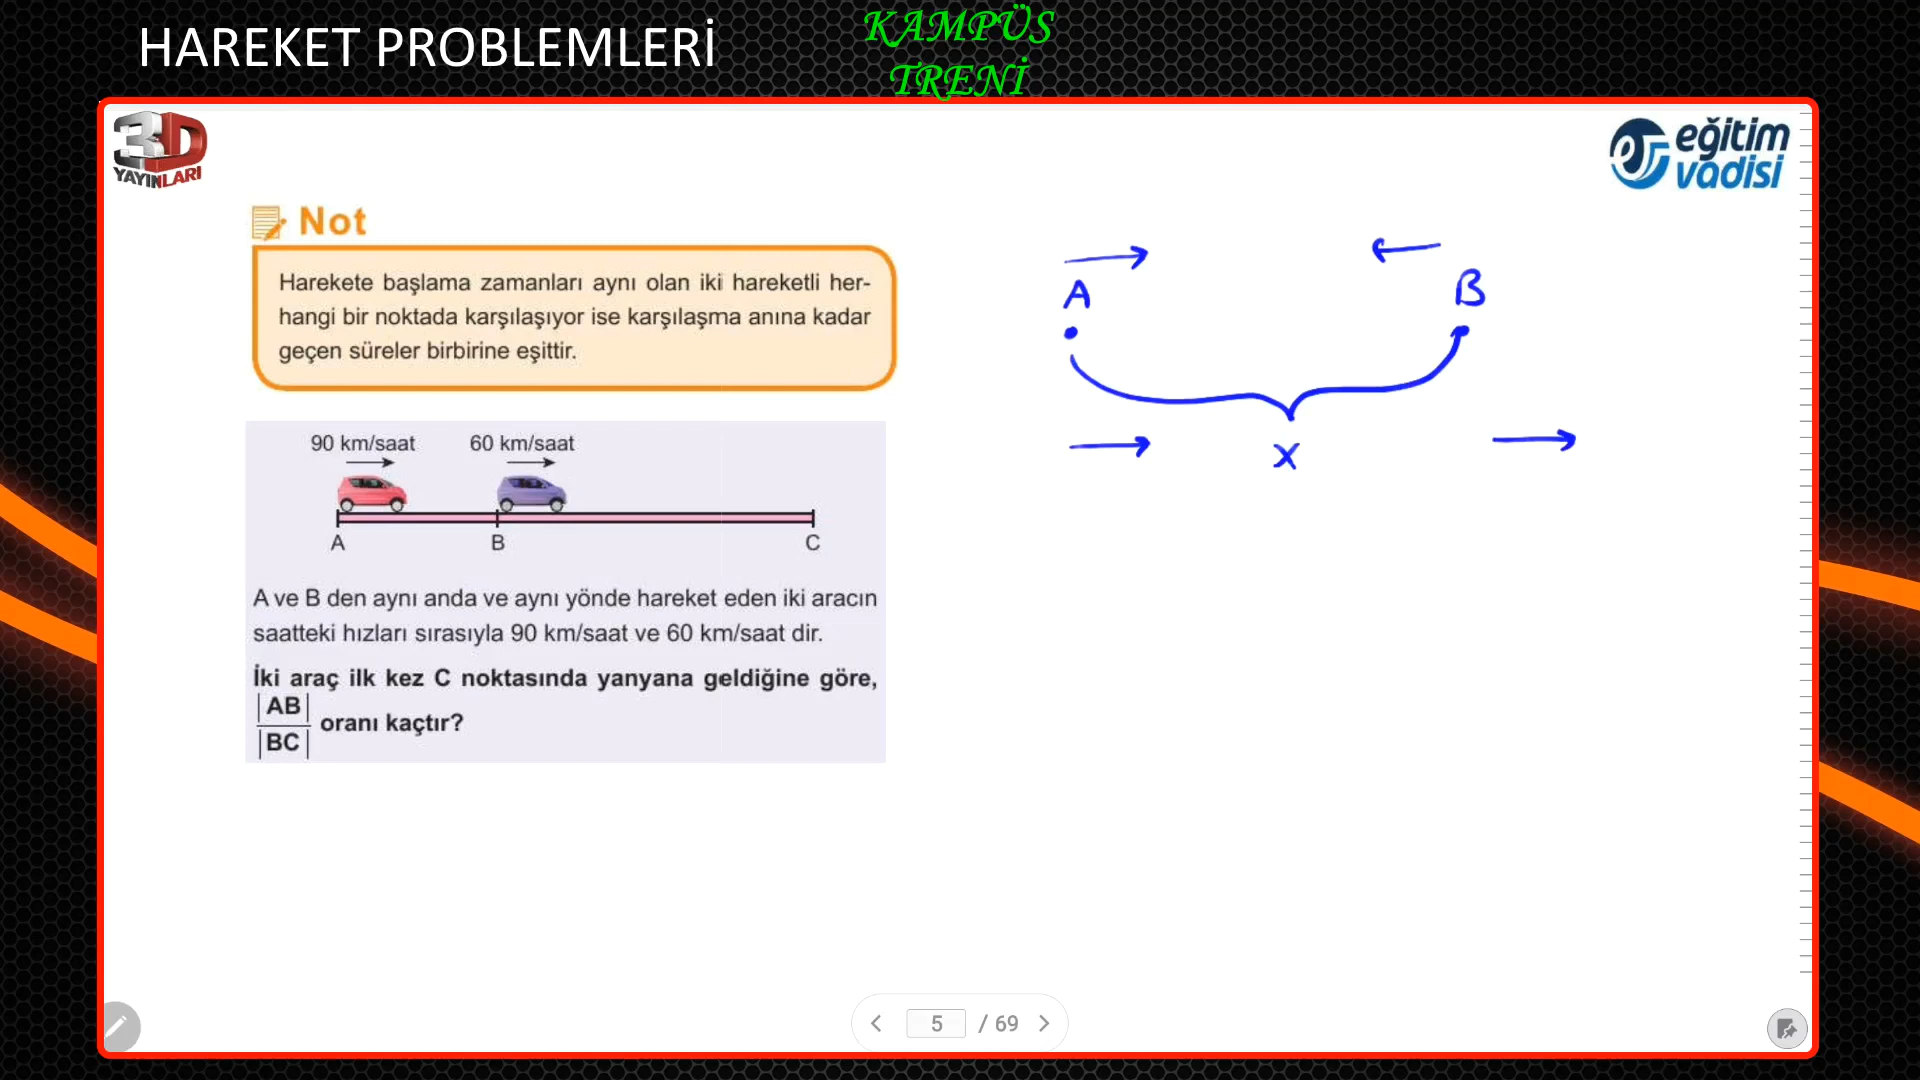 HAREKET PROBLEMLERİ
KAMPÜS
TRENİ
3D
YAYINLARI
eğitim
vadisi
Not
Harekete başlama zamanları aynı olan iki hareketli her-
hangi bir noktada karşılaşıyor ise karşılaşma anına kadar
geçen süreler birbirine eşittir.
A
B
x
90 km/saat 60 km/saat
A B C
A ve B den aynı anda ve aynı yönde hareket eden iki aracın
saatteki hızları sırasıyla 90 km/saat ve 60 km/saat dir.
İki araç ilk kez C noktasında yanyana geldiğine göre,
|AB|
|BC| oranı kaçtır?
5 / 69